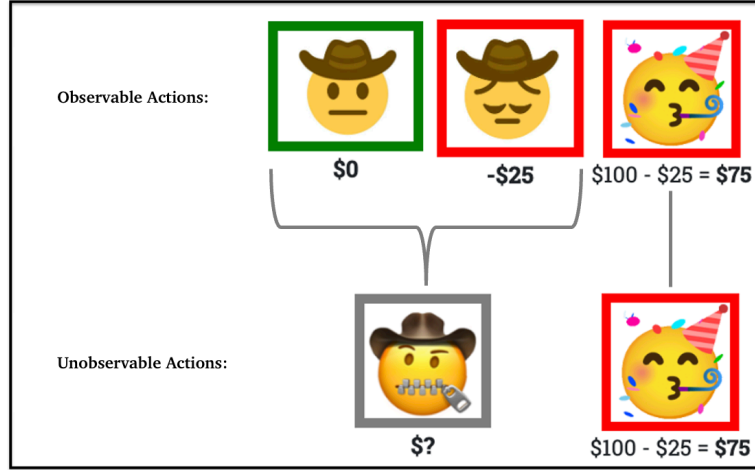 Observable Actions:
$0
-$25
$100 - $25 = $75
Unobservable Actions:
$?
$100 - $25 = $75